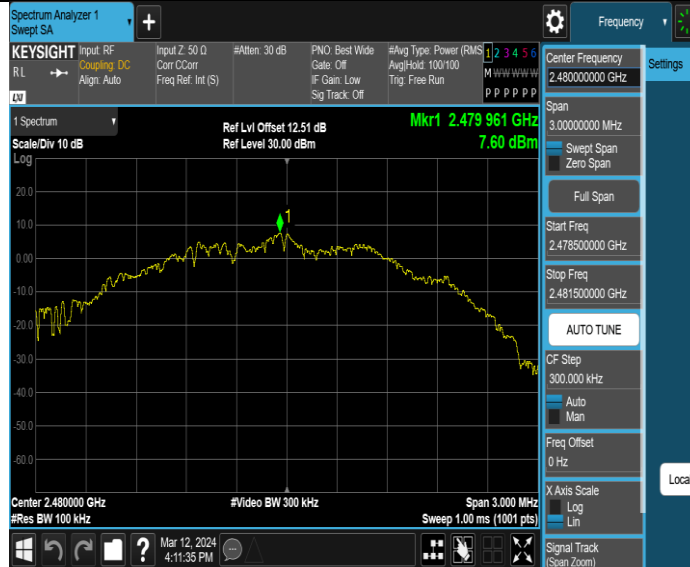 Spectrum Analyzer 1
Swept SA
+
Frequency
KEYSIGHT
Input: RF
Coupling: DC
Align: Auto
Input Z: 50 Ω
Corr CCorr
Freq Ref: Int (S)
#Atten: 30 dB
PNO: Best Wide
Gate: Off
IF Gain: Low
Sig Track: Off
#Avg Type: Power (RMS
Avg|Hold: 100/100
Trig: Free Run
1 2 3 4 5 6
M W W W W W
P P P P P P
R L
LXI
1 Spectrum
Scale/Div 10 dB
Log
Ref Lvl Offset 12.51 dB
Ref Level 30.00 dBm
Mkr1 2.479 961 GHz
7.60 dBm
20.0
10.0
0.00
-10.0
-20.0
-30.0
-40.0
-50.0
-60.0
1
Center 2.480000 GHz
#Res BW 100 kHz
#Video BW 300 kHz
Span 3.000 MHz
Sweep 1.00 ms (1001 pts)
?
Mar 12, 2024
4:11:35 PM
Center Frequency
2.480000000 GHz
Span
3.00000000 MHz
Swept Span
Zero Span
Full Span
Start Freq
2.478500000 GHz
Stop Freq
2.481500000 GHz
AUTO TUNE
CF Step
300.000 kHz
Auto
Man
Freq Offset
0 Hz
X Axis Scale
Log
Lin
Signal Track
(Span Zoom)
Settings
Loca